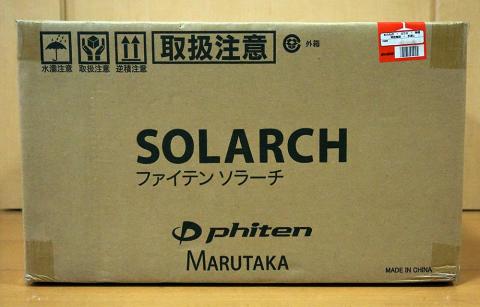 取扱注意
外箱
水濡注意 取扱注意 逆積注意
SOLARCH
ファイテン ソラーチ
phiten
MARUTAKA
MADE IN CHINA